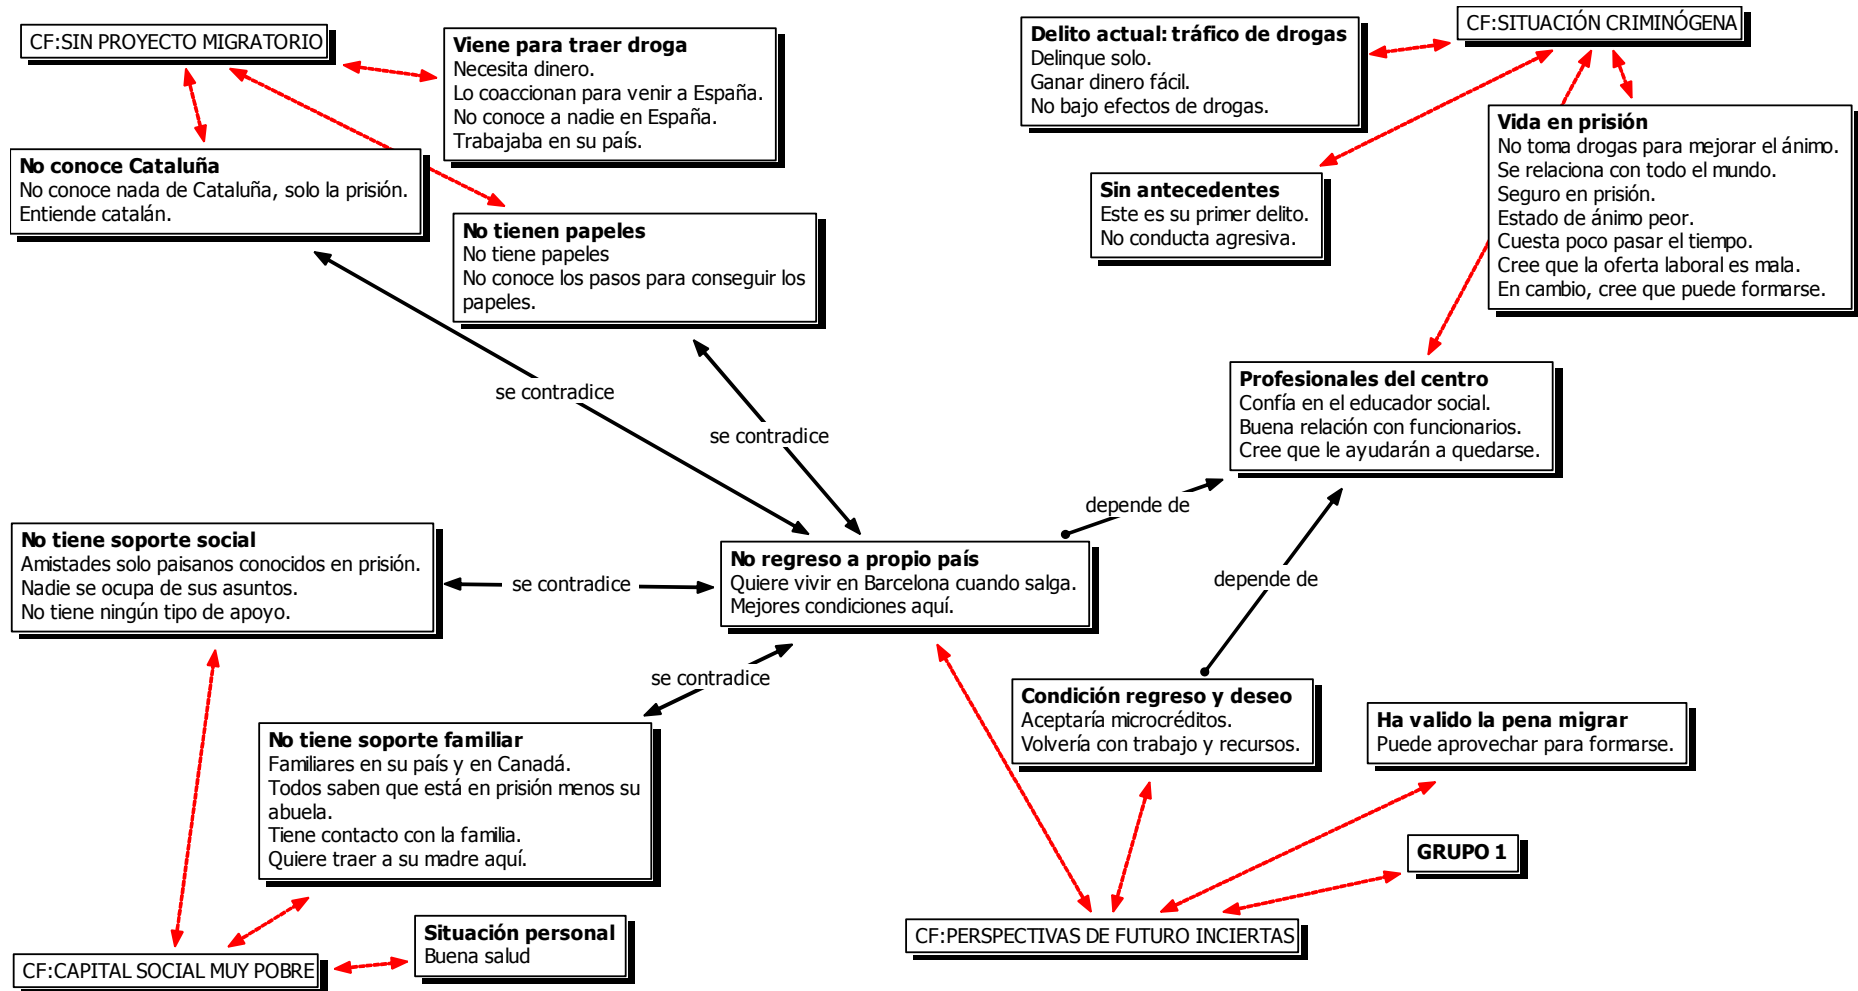 CF:SIN PROYECTO MIGRATORIO
Viene para traer droga
Necesita dinero.
Lo coaccionan para venir a España.
No conoce a nadie en España.
Trabajaba en su país.
No conoce Cataluña
No conoce nada de Cataluña, solo la prisión.
Entiende catalán.
No tienen papeles
No tiene papeles
No conoce los pasos para conseguir los
papeles.
Delito actual: tráfico de drogas
Delinque solo.
Ganar dinero fácil.
No bajo efectos de drogas.
CF:SITUACIÓN CRIMINÓGENA
Sin antecedentes
Este es su primer delito.
No conducta agresiva.
Vida en prisión
No toma drogas para mejorar el ánimo.
Se relaciona con todo el mundo.
Seguro en prisión.
Estado de ánimo peor.
Cuesta poco pasar el tiempo.
Cree que la oferta laboral es mala.
En cambio, cree que puede formarse.
Profesionales del centro
Confía en el educador social.
Buena relación con funcionarios.
Cree que le ayudarán a quedarse.
se contradice
se contradice
depende de
depende de
No tiene soporte social
Amistades solo paisanos conocidos en prisión.
Nadie se ocupa de sus asuntos.
No tiene ningún tipo de apoyo.
se contradice
No regreso a propio país
Quiere vivir en Barcelona cuando salga.
Mejores condiciones aquí.
se contradice
No tiene soporte familiar
Familiares en su país y en Canadá.
Todos saben que está en prisión menos su
abuela.
Tiene contacto con la familia.
Quiere traer a su madre aquí.
Condición regreso y deseo
Aceptaría microcréditos.
Volvería con trabajo y recursos.
Ha valido la pena migrar
Puede aprovechar para formarse.
GRUPO 1
CF:PERSPECTIVAS DE FUTURO INCIERTAS
Situación personal
Buena salud
CF:CAPITAL SOCIAL MUY POBRE